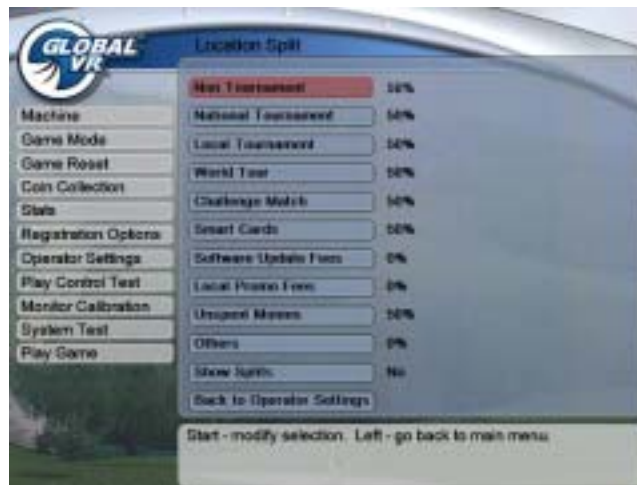 GLOBAL
VR
Location Split
Non Tournament 50%
National Tournament 50%
Local Tournament 50%
World Tour 50%
Challenge Match 50%
Smart Cards 50%
Software Update Fees 0%
Local Promo Fees 0%
Unspent Monies 50%
Others 0%
Show Splits No
Back to Operator Settings
Machine
Game Mode
Game Reset
Coin Collection
Stats
Registration Options
Operator Settings
Play Control Test
Monitor Calibration
System Test
Play Game
Start - modify selection. Left - go back to main menu